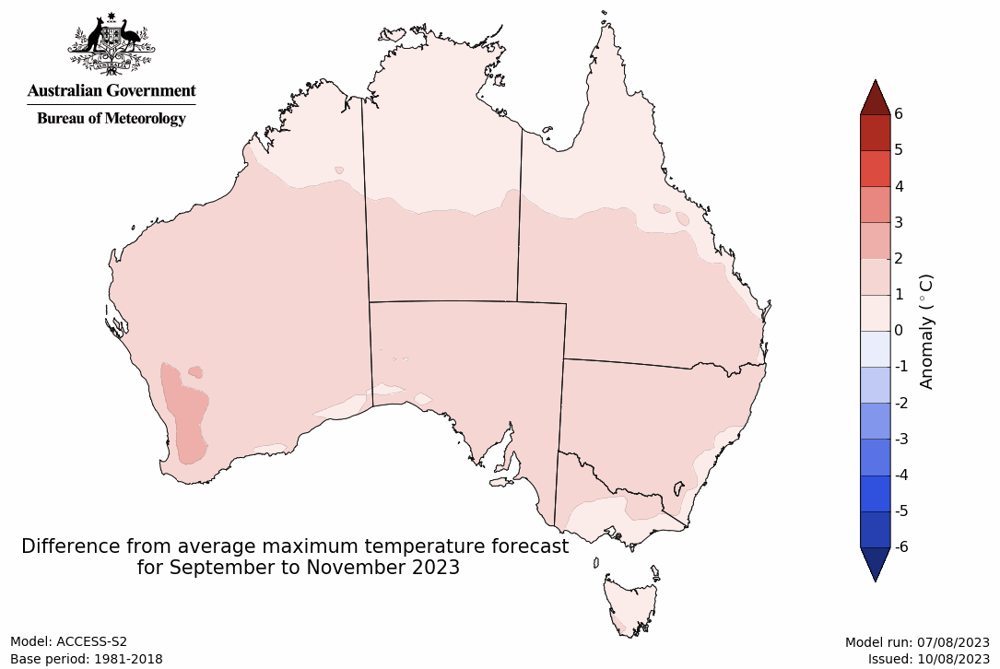 Australian Government
Bureau of Meteorology
6
5
4
3
2
1
0
-1
-2
-3
-4
-5
-6
Anomaly (°C)
Difference from average maximum temperature forecast
for September to November 2023
Model: ACCESS-S2
Base period: 1981-2018
Model run: 07/08/2023
Issued: 10/08/2023